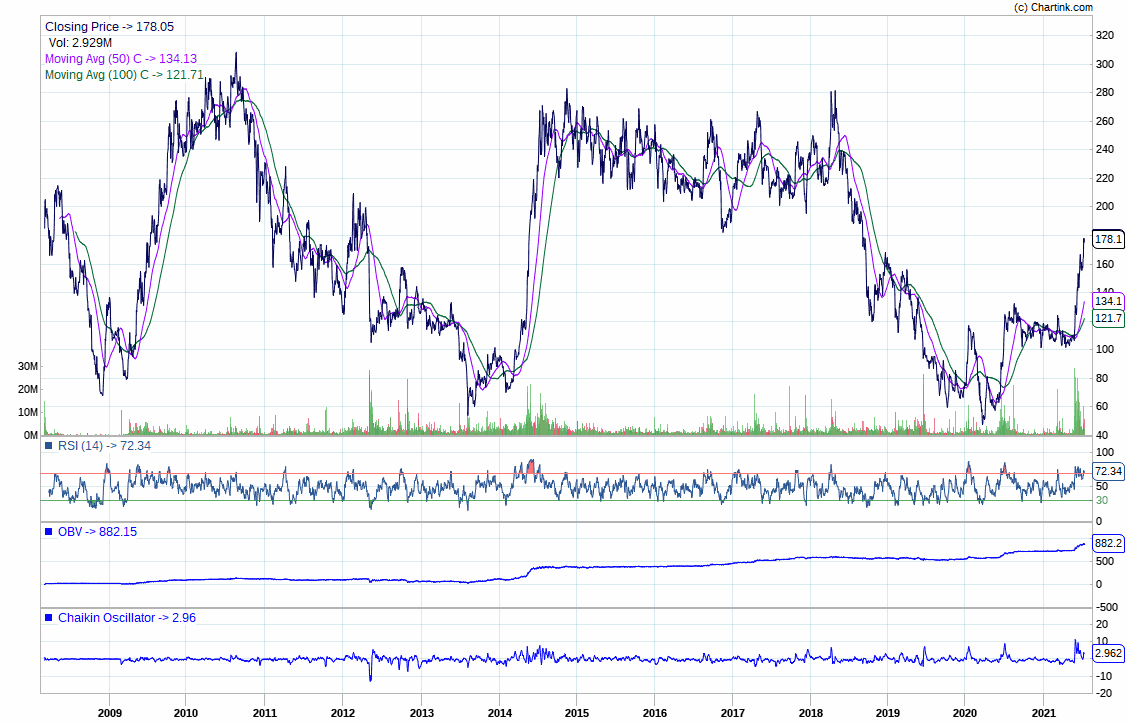 (c) Chartink.com
Closing Price -> 178.05
Vol: 2.929M
Moving Avg (50) C -> 134.13
Moving Avg (100) C -> 121.71
320
300
280
260
240
220
200
178.1
160
140
134.1
121.7
100
80
60
40
30M
20M
10M
0M
RSI (14) -> 72.34
100
72.34
50
30
0
OBV -> 882.15
882.2
500
0
-500
Chaikin Oscillator -> 2.96
20
10
2.962
-10
-20
2009 2010 2011 2012 2013 2014 2015 2016 2017 2018 2019 2020 2021